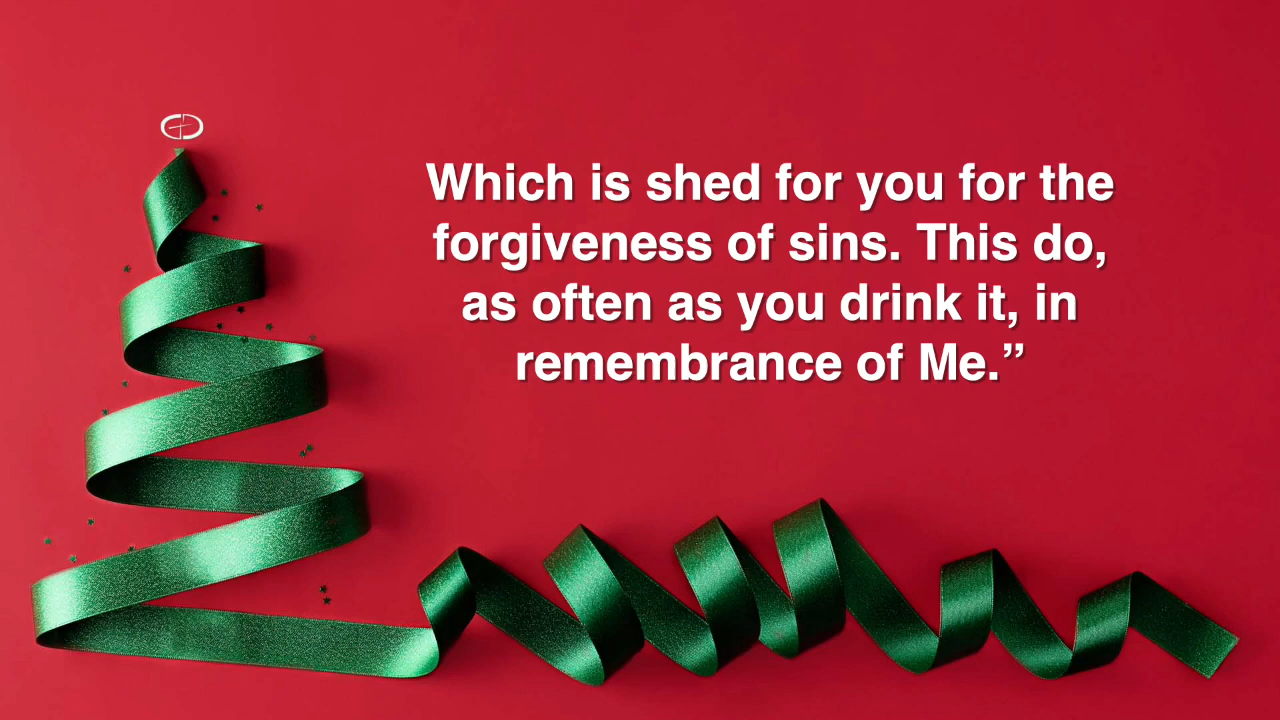 Which is shed for you for the
forgiveness of sins. This do,
as often as you drink it, in
remembrance of Me.”